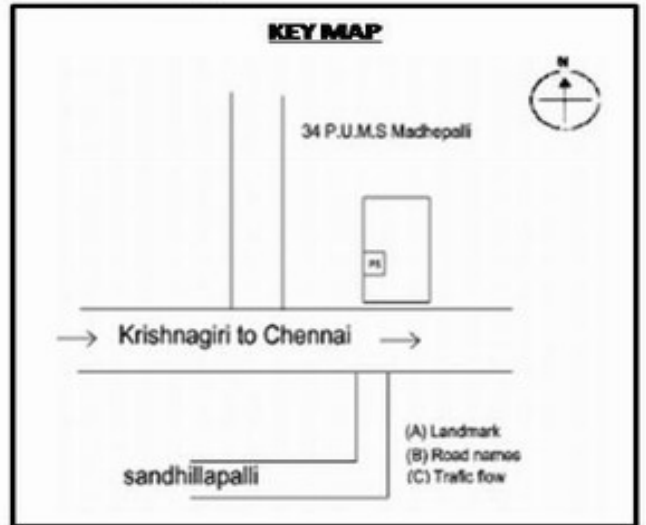 KEY MAP
N
34 P.U.M.S Madhepalli
PS
Krishnagiri to Chennai
(A) Landmark
(B) Road names
(C) Trafic flow
sandhillapalli